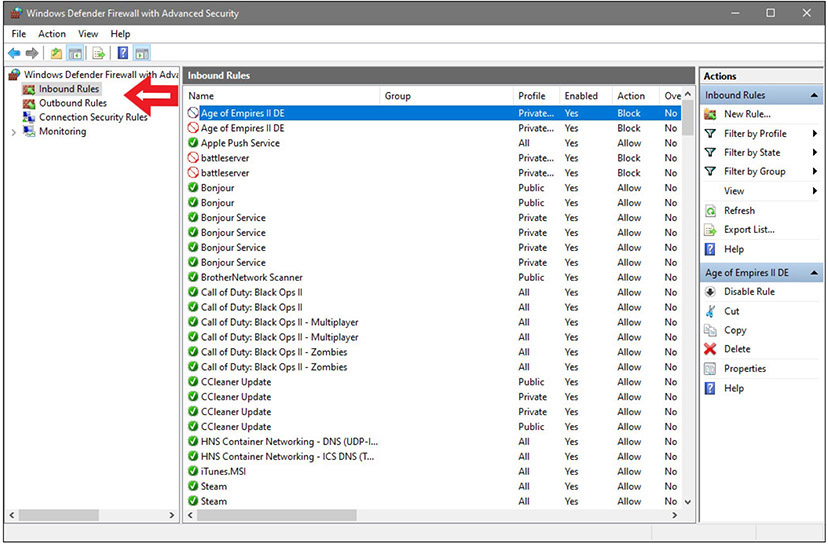 Windows Defender Firewall with Advanced Security
File Action View Help
Windows Defender Firewall with Adva
Inbound Rules
Outbound Rules
Connection Security Rules
Monitoring
Inbound Rules
Name Group Profile Enabled Action Ove
Age of Empires II DE Private... Yes Block No
Age of Empires II DE Private... Yes Block No
Apple Push Service All Yes Allow No
battleserver Private... Yes Block No
battleserver Private... Yes Block No
Bonjour Public Yes Allow No
Bonjour Public Yes Allow No
Bonjour Service Private Yes Allow No
Bonjour Service Private Yes Allow No
Bonjour Service Private Yes Allow No
Bonjour Service Private Yes Allow No
BrotherNetwork Scanner Public Yes Allow No
Call of Duty: Black Ops II All Yes Allow No
Call of Duty: Black Ops II All Yes Allow No
Call of Duty: Black Ops II - Multiplayer All Yes Allow No
Call of Duty: Black Ops II - Multiplayer All Yes Allow No
Call of Duty: Black Ops II - Zombies All Yes Allow No
Call of Duty: Black Ops II - Zombies All Yes Allow No
CCleaner Update Public Yes Allow No
CCleaner Update Private Yes Allow No
CCleaner Update Private Yes Allow No
CCleaner Update Public Yes Allow No
HNS Container Networking - DNS (UDP-I... All Yes Allow No
HNS Container Networking - ICS DNS (T... All Yes Allow No
iTunes.MSI All Yes Allow No
Steam All Yes Allow No
Steam All Yes Allow No
Actions
Inbound Rules
New Rule...
Filter by Profile
Filter by State
Filter by Group
View
Refresh
Export List...
Help
Age of Empires II DE
Disable Rule
Cut
Copy
Delete
Properties
Help